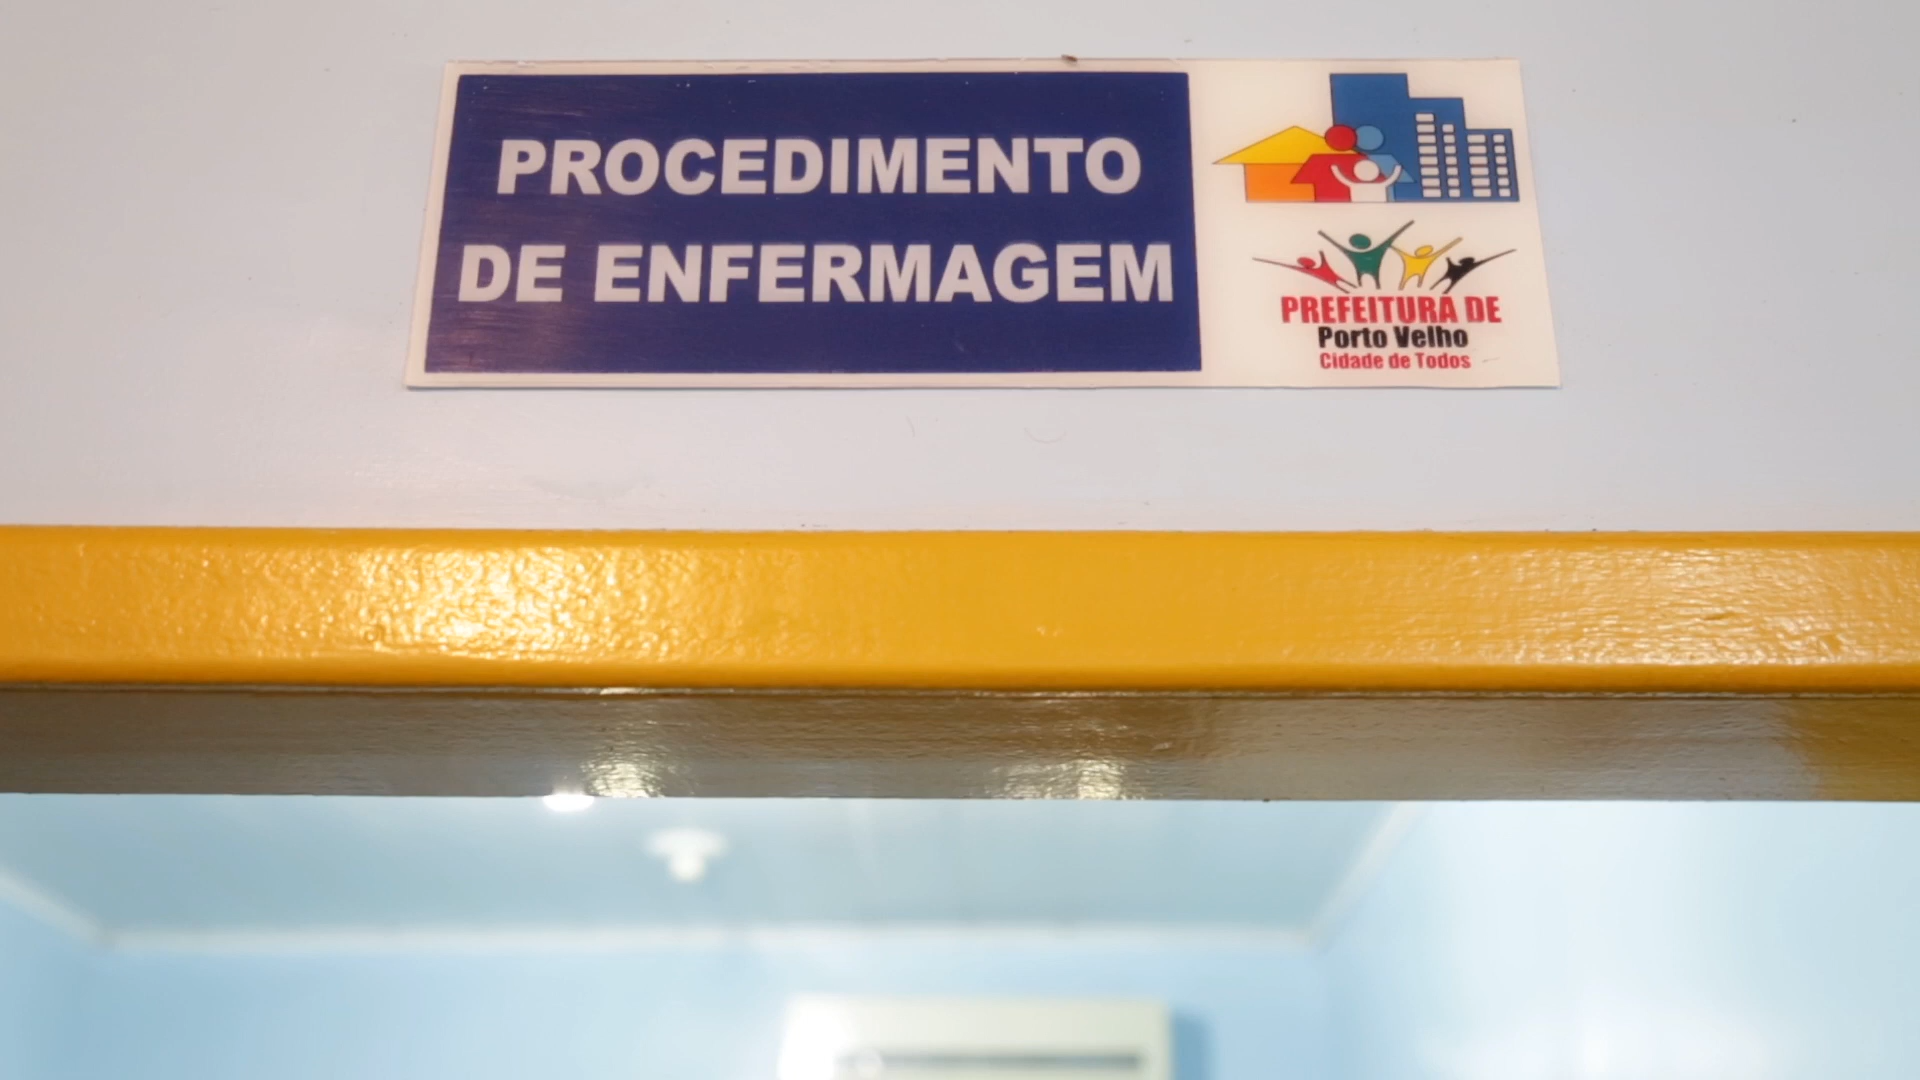 PROCEDIMENTO
DE ENFERMAGEM
PREFEITURA DE
Porto Velho
Cidade de Todos